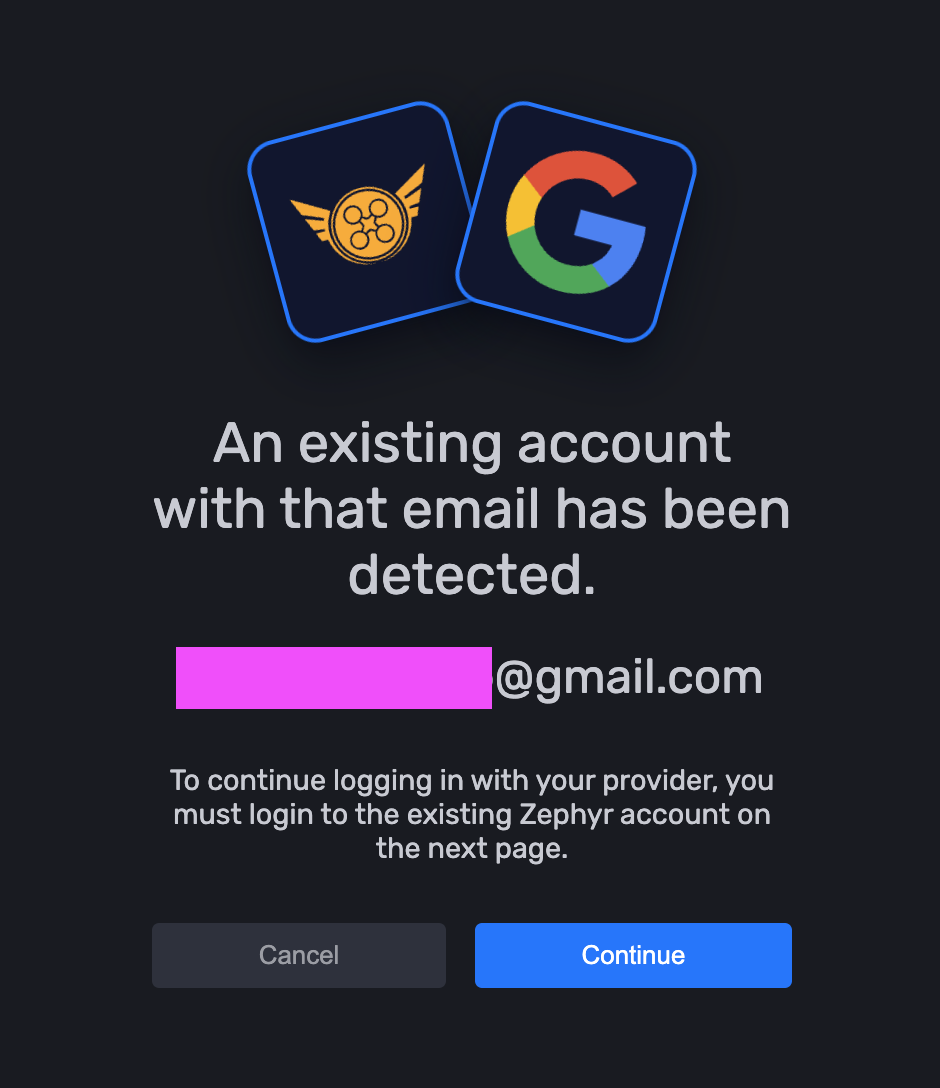 An existing account
with that email has been
detected.
@gmail.com
To continue logging in with your provider, you
must login to the existing Zephyr account on
the next page.
Cancel
Continue